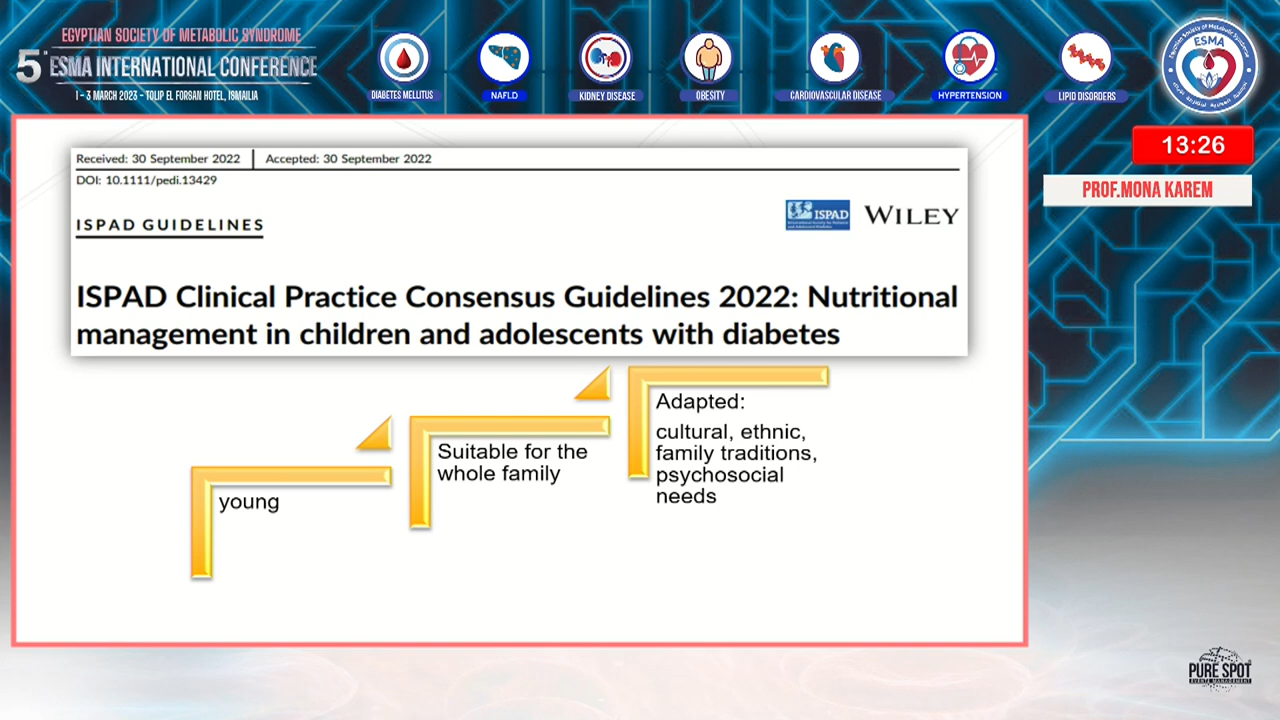 EGYPTIAN SOCIETY OF METABOLIC SYNDROME
5th ESMA INTERNATIONAL CONFERENCE
1 - 3 MARCH 2023 - TOLIP EL FORSAN HOTEL, ISMAILIA
DIABETES MELLITUS
NAFLD
KIDNEY DISEASE
OBESITY
CARDIOVASCULAR DISEASE
HYPERTENSION
LIPID DISORDERS
ESMA
13:26
PROF.MONA KAREM
Received: 30 September 2022 | Accepted: 30 September 2022
DOI: 10.1111/pedi.13429
ISPAD GUIDELINES
ISPAD
WILEY
ISPAD Clinical Practice Consensus Guidelines 2022: Nutritional
management in children and adolescents with diabetes
young
Suitable for the
whole family
Adapted:
cultural, ethnic,
family traditions,
psychosocial
needs
PURE SPOT
EVENTS MANAGEMENT